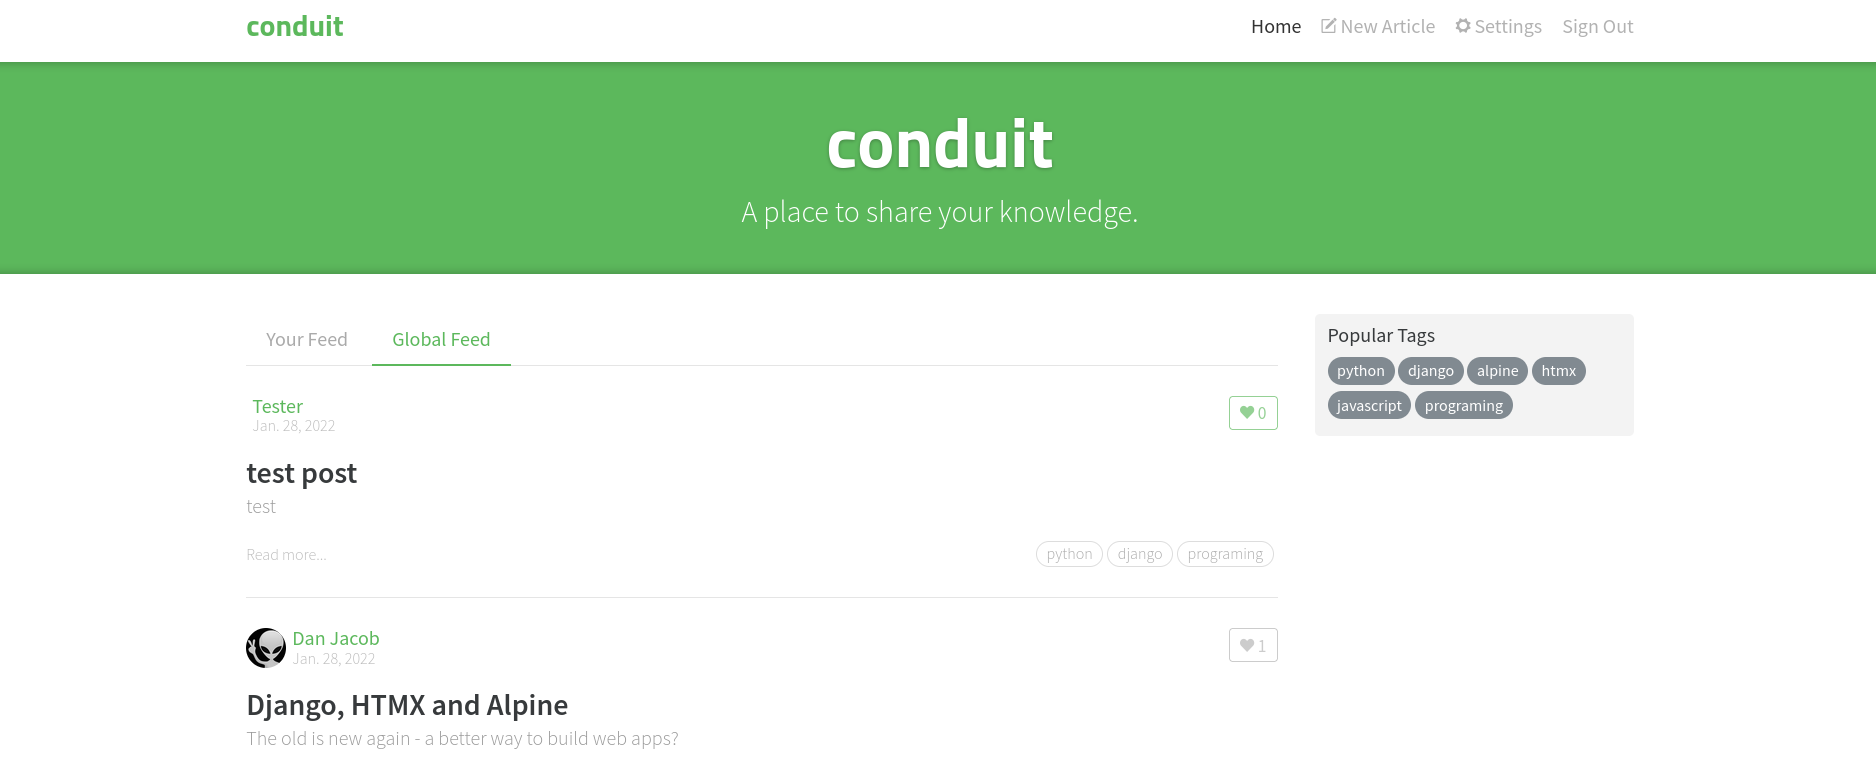 conduit
Home New Article Settings Sign Out
conduit
A place to share your knowledge.
Your Feed Global Feed
Tester
Jan. 28, 2022
0
test post
test
Read more...
python django programing
Dan Jacob
Jan. 28, 2022
1
Django, HTMX and Alpine
The old is new again - a better way to build web apps?
Popular Tags
python django alpine htmx
javascript programing